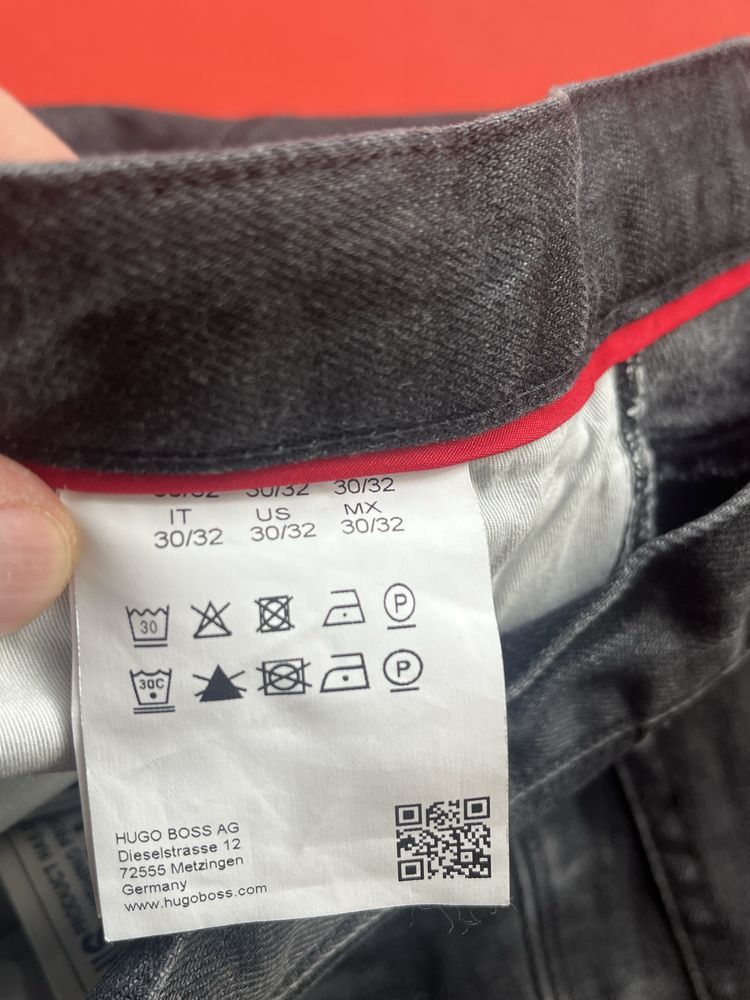 30/32 30/32 30/32
IT US MX
30/32 30/32 30/32
30 P
30C P
HUGO BOSS AG
Dieselstrasse 12
72555 Metzingen
Germany
www.hugoboss.com
PRODUCT